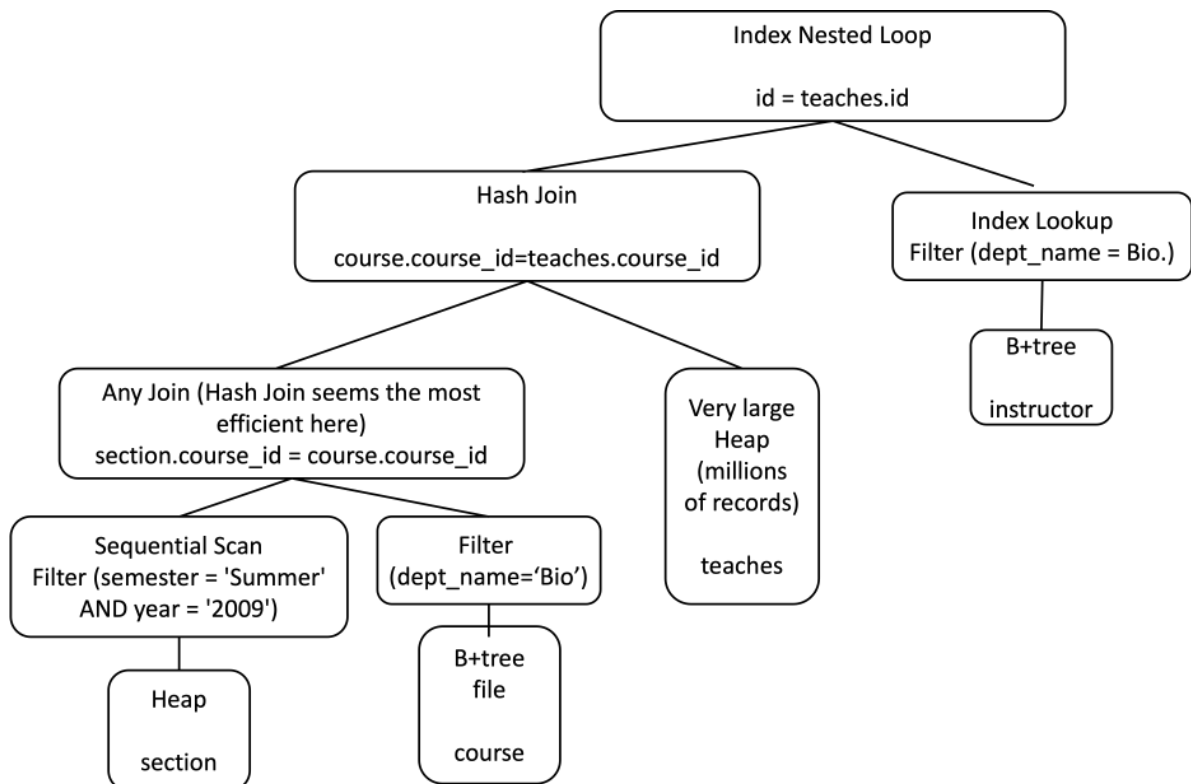 Index Nested Loop
id = teaches.id
Hash Join
course.course_id=teaches.course_id
Index Lookup
Filter (dept_name = Bio.)
B+tree
instructor
Any Join (Hash Join seems the most
efficient here)
section.course_id = course.course_id
Very large
Heap
(millions
of records)
teaches
Sequential Scan
Filter (semester = 'Summer'
AND year = '2009')
Filter
(dept_name=‘Bio’)
Heap
section
B+tree
file
course